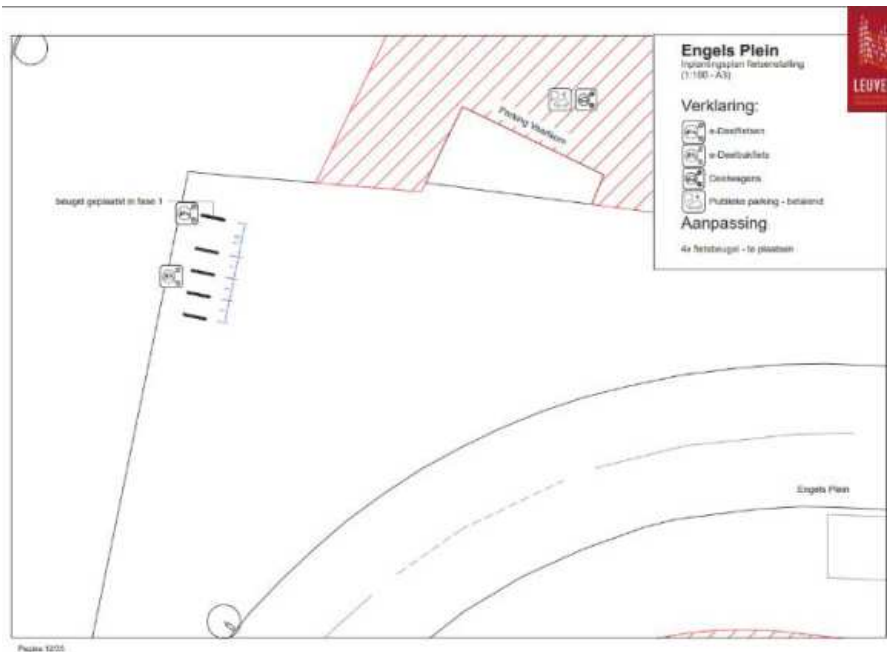 Engels Plein
Inplantingsplan fietsenstalling
(1:100 - A3)
LEUVE
Verklaring:
e-Deelfietsen
e-Deelbakfiets
Deelwagens
Publieke parking - betalend
Aanpassing
4x fietsbeugel - te plaatsen
Parking Vaartkom
beugel geplaatst in fase 1
Engels Plein